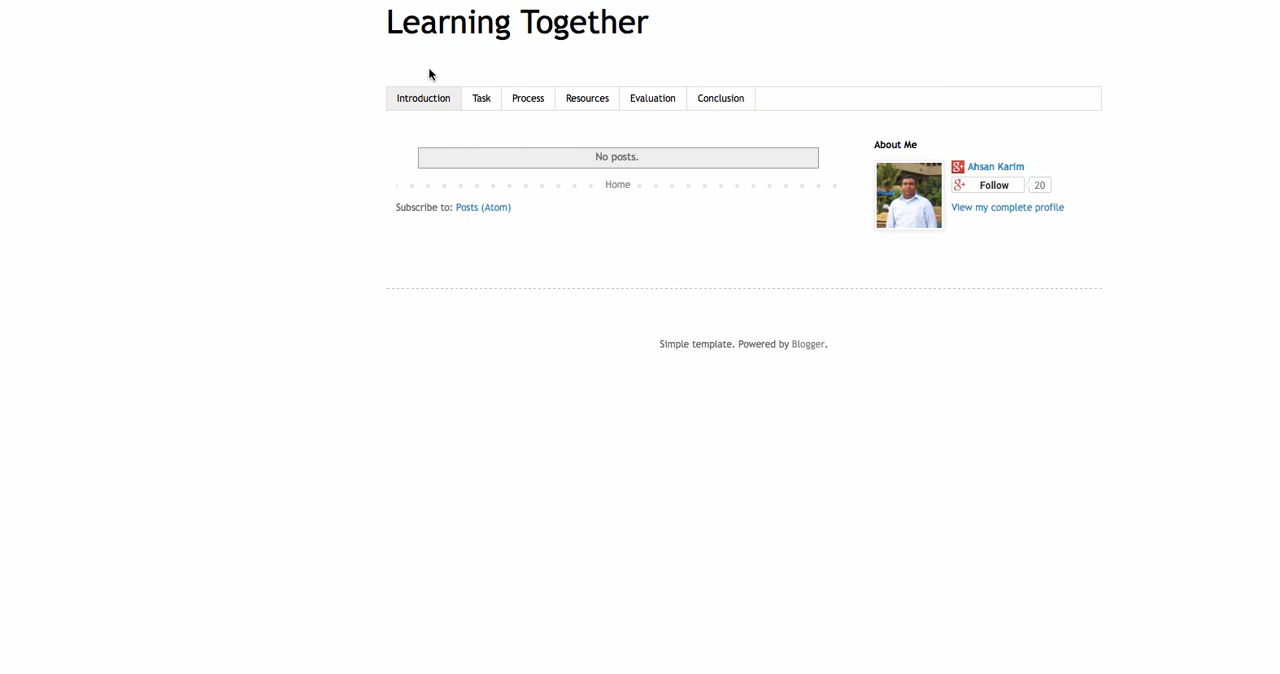 Learning Together
Introduction Task Process Resources Evaluation Conclusion
No posts.
Home
Subscribe to: Posts (Atom)
About Me
g+ Ahsan Karim
g+ Follow 20
View my complete profile
Simple template. Powered by Blogger.